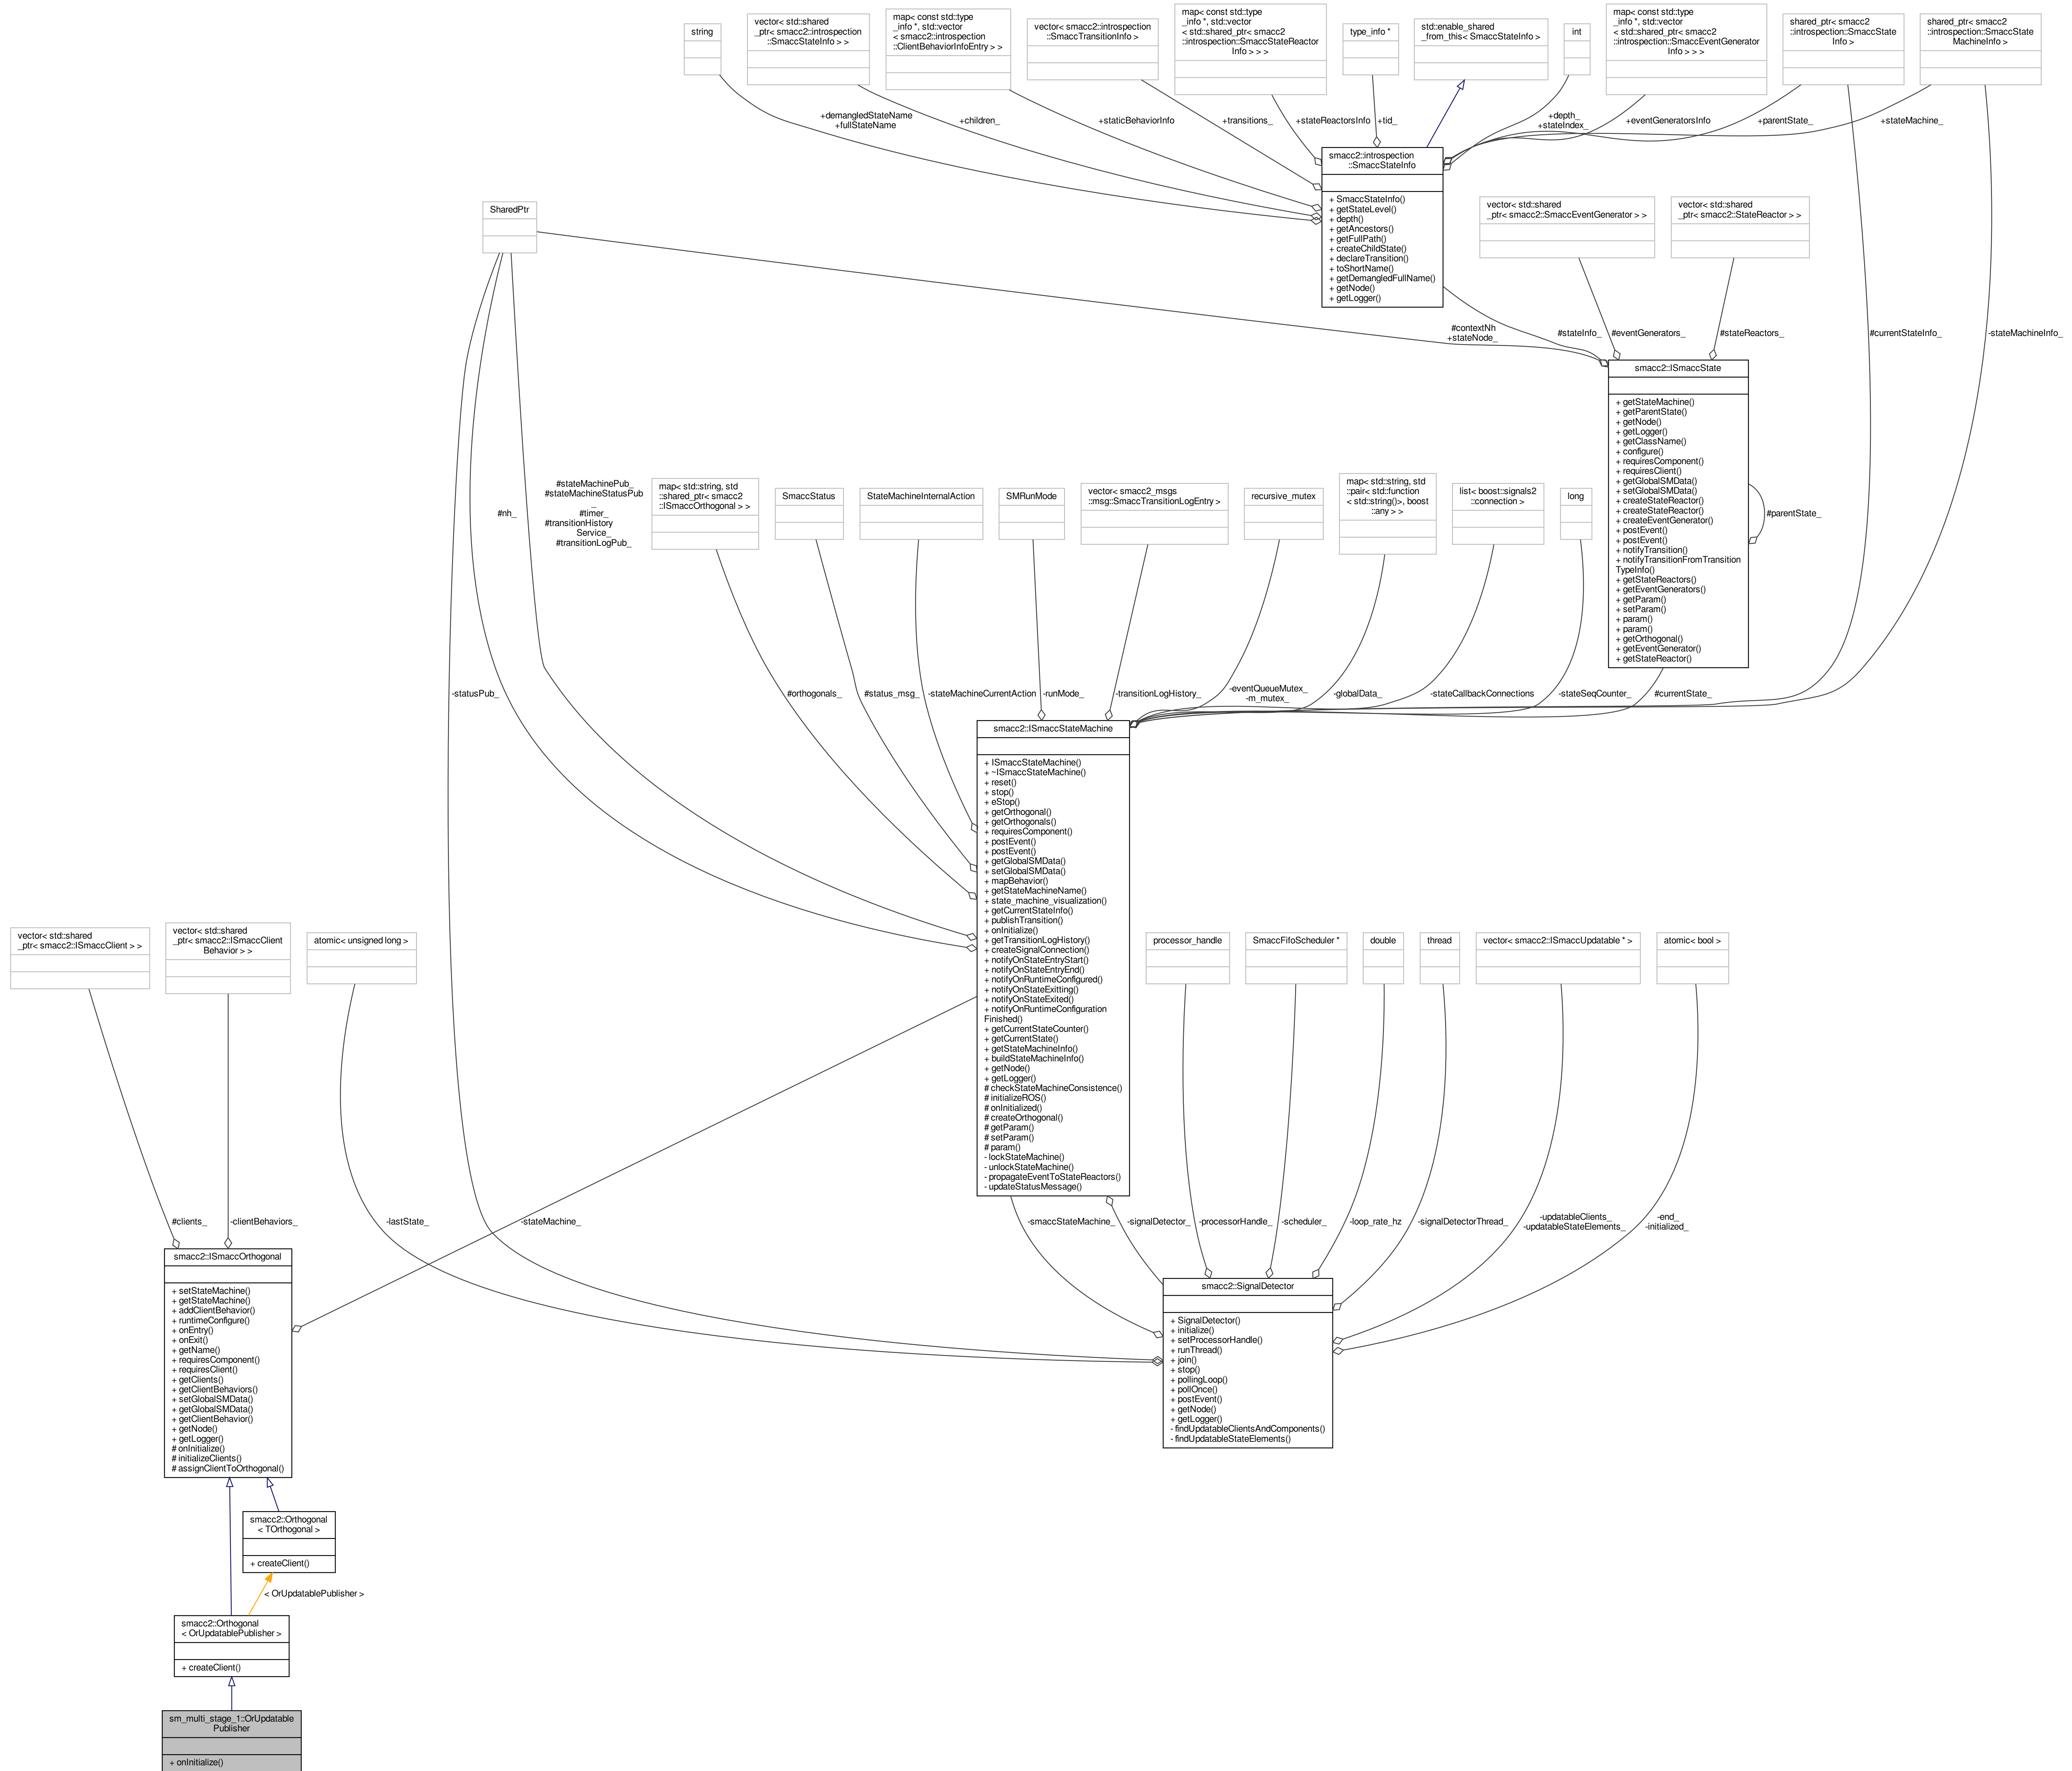 string
vector< std::shared
_ptr< smacc2::introspection
::SmaccStateInfo > >
map< const std::type
_info *, std::vector
< smacc2::introspection
::ClientBehaviorInfoEntry > >
vector< smacc2::introspection
::SmaccTransitionInfo >
map< const std::type
_info *, std::vector
< std::shared_ptr< smacc2
::introspection::SmaccStateReactor
Info > > >
type_info *
std::enable_shared
_from_this< SmaccStateInfo >
int
map< const std::type
_info *, std::vector
< std::shared_ptr< smacc2
::introspection::SmaccEventGenerator
Info > > >
shared_ptr< smacc2
::introspection::SmaccState
Info >
shared_ptr< smacc2
::introspection::SmaccState
MachineInfo >
+demangledStateName
+fullStateName
+children_
+staticBehaviorInfo
+transitions_
+stateReactorsInfo
+tid_
+depth_
+stateIndex_
+eventGeneratorsInfo
+parentState_
+stateMachine_
smacc2::introspection
::SmaccStateInfo
+ SmaccStateInfo()
+ getStateLevel()
+ depth()
+ getAncestors()
+ getFullPath()
+ createChildState()
+ declareTransition()
+ toShortName()
+ getDemangledFullName()
+ getNode()
+ getLogger()
SharedPtr
vector< std::shared
_ptr< smacc2::SmaccEventGenerator > >
vector< std::shared
_ptr< smacc2::StateReactor > >
#contextNh
+stateNode_
#stateInfo_
#eventGenerators_
#stateReactors_
#currentStateInfo_
-stateMachineInfo_
smacc2::ISmaccState
+ getStateMachine()
+ getParentState()
+ getNode()
+ getLogger()
+ getClassName()
+ configure()
+ requiresComponent()
+ requiresClient()
+ getGlobalSMData()
+ setGlobalSMData()
+ createStateReactor()
+ createStateReactor()
+ createEventGenerator()
+ postEvent()
+ postEvent()
+ notifyTransition()
+ notifyTransitionFromTransition
TypeInfo()
+ getStateReactors()
+ getEventGenerators()
+ getParam()
+ setParam()
+ param()
+ param()
+ getOrthogonal()
+ getEventGenerator()
+ getStateReactor()
#parentState_
#nh_
#stateMachinePub_
#stateMachineStatusPub
_
#timer_
#transitionHistory
Service_
#transitionLogPub_
map< std::string, std
::shared_ptr< smacc2
::ISmaccOrthogonal > >
SmaccStatus
StateMachineInternalAction
SMRunMode
vector< smacc2_msgs
::msg::SmaccTransitionLogEntry >
recursive_mutex
map< std::string, std
::pair< std::function
< std::string()>, boost
::any > >
list< boost::signals2
::connection >
long
-statusPub_
#orthogonals_
#status_msg_
-stateMachineCurrentAction
-runMode_
-transitionLogHistory_
-eventQueueMutex_
-m_mutex_
-globalData_
-stateCallbackConnections
-stateSeqCounter_
#currentState_
smacc2::ISmaccStateMachine
+ ISmaccStateMachine()
+ ~ISmaccStateMachine()
+ reset()
+ stop()
+ eStop()
+ getOrthogonal()
+ getOrthogonals()
+ requiresComponent()
+ postEvent()
+ postEvent()
+ getGlobalSMData()
+ setGlobalSMData()
+ mapBehavior()
+ getStateMachineName()
+ state_machine_visualization()
+ getCurrentStateInfo()
+ publishTransition()
+ onInitialize()
+ getTransitionLogHistory()
+ createSignalConnection()
+ notifyOnStateEntryStart()
+ notifyOnStateEntryEnd()
+ notifyOnRuntimeConfigured()
+ notifyOnStateExitting()
+ notifyOnStateExited()
+ notifyOnRuntimeConfiguration
Finished()
+ getCurrentStateCounter()
+ getCurrentState()
+ getStateMachineInfo()
+ buildStateMachineInfo()
+ getNode()
+ getLogger()
# checkStateMachineConsistence()
# initializeROS()
# onInitialized()
# createOrthogonal()
# getParam()
# setParam()
# param()
- lockStateMachine()
- unlockStateMachine()
- propagateEventToStateReactors()
- updateStatusMessage()
vector< std::shared
_ptr< smacc2::ISmaccClient > >
vector< std::shared
_ptr< smacc2::ISmaccClient
Behavior > >
atomic< unsigned long >
processor_handle
SmaccFifoScheduler *
double
thread
vector< smacc2::ISmaccUpdatable * >
atomic< bool >
#clients_
-clientBehaviors_
-lastState_
-stateMachine_
-smaccStateMachine_
-signalDetector_
-processorHandle_
-scheduler_
-loop_rate_hz
-signalDetectorThread_
-updatableClients_
-updatableStateElements_
-end_
-initialized_
smacc2::ISmaccOrthogonal
+ setStateMachine()
+ getStateMachine()
+ addClientBehavior()
+ runtimeConfigure()
+ onEntry()
+ onExit()
+ getName()
+ requiresComponent()
+ requiresClient()
+ getClients()
+ getClientBehaviors()
+ setGlobalSMData()
+ getGlobalSMData()
+ getClientBehavior()
+ getNode()
+ getLogger()
# onInitialize()
# initializeClients()
# assignClientToOrthogonal()
smacc2::SignalDetector
+ SignalDetector()
+ initialize()
+ setProcessorHandle()
+ runThread()
+ join()
+ stop()
+ pollingLoop()
+ pollOnce()
+ postEvent()
+ getNode()
+ getLogger()
- findUpdatableClientsAndComponents()
- findUpdatableStateElements()
smacc2::Orthogonal
< TOrthogonal >
+ createClient()
< OrUpdatablePublisher >
smacc2::Orthogonal
< OrUpdatablePublisher >
+ createClient()
sm_multi_stage_1::OrUpdatable
Publisher
+ onInitialize()